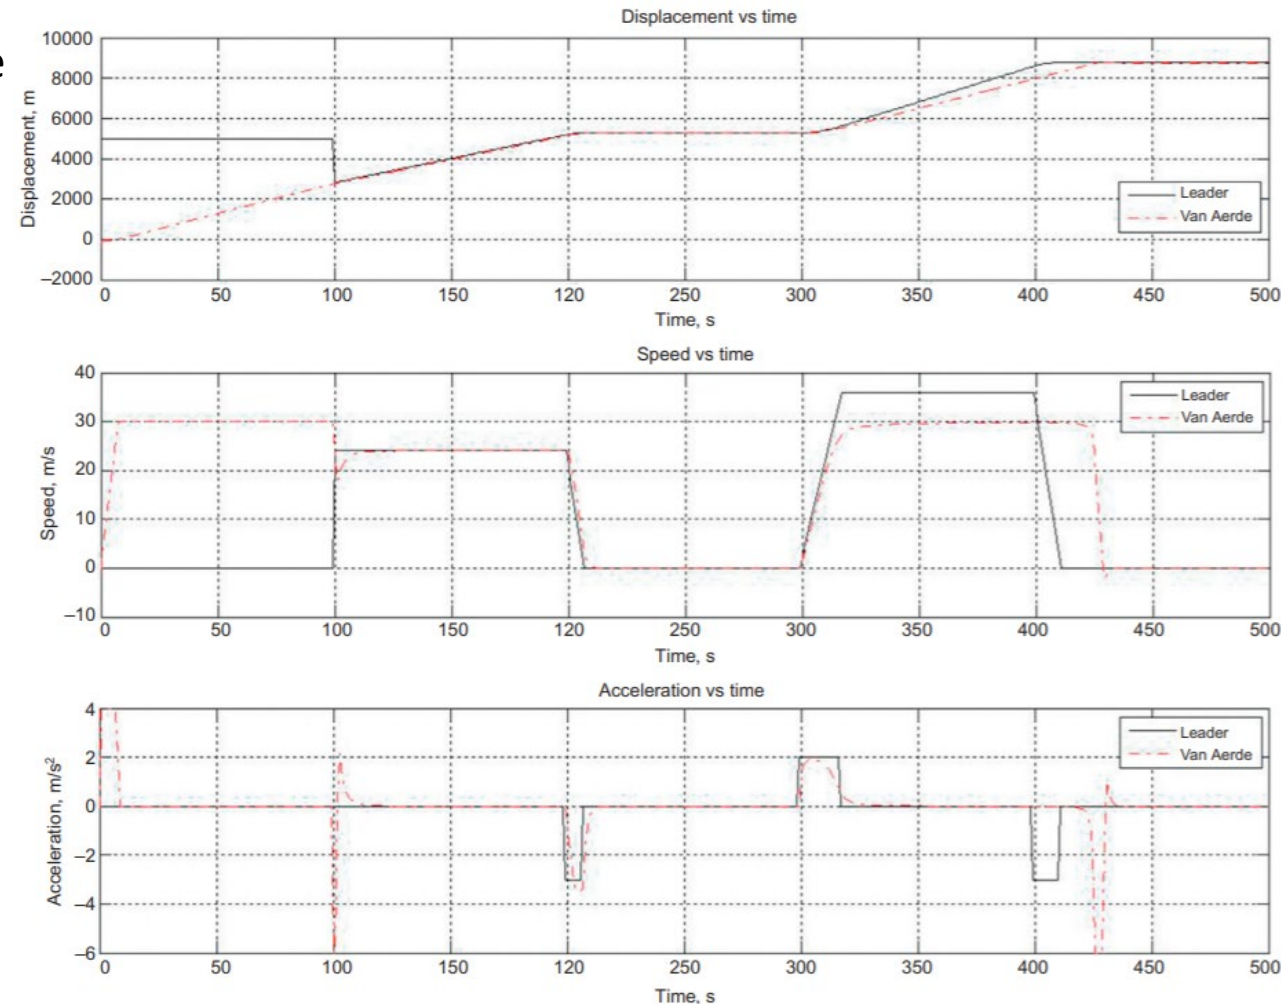 e
Displacement vs time
10000
8000
6000
4000
2000
0
–2000
Displacement, m
Leader
Van Aerde
0 50 100 150 120 250 300 350 400 450 500
Time, s
Speed vs time
40
30
20
10
0
–10
Speed, m/s
Leader
Van Aerde
0 50 100 150 120 250 300 350 400 450 500
Time, s
Acceleration vs time
4
2
0
–2
–4
–6
Acceleration, m/s²
Leader
Van Aerde
0 50 100 150 120 250 300 350 400 450 500
Time, s